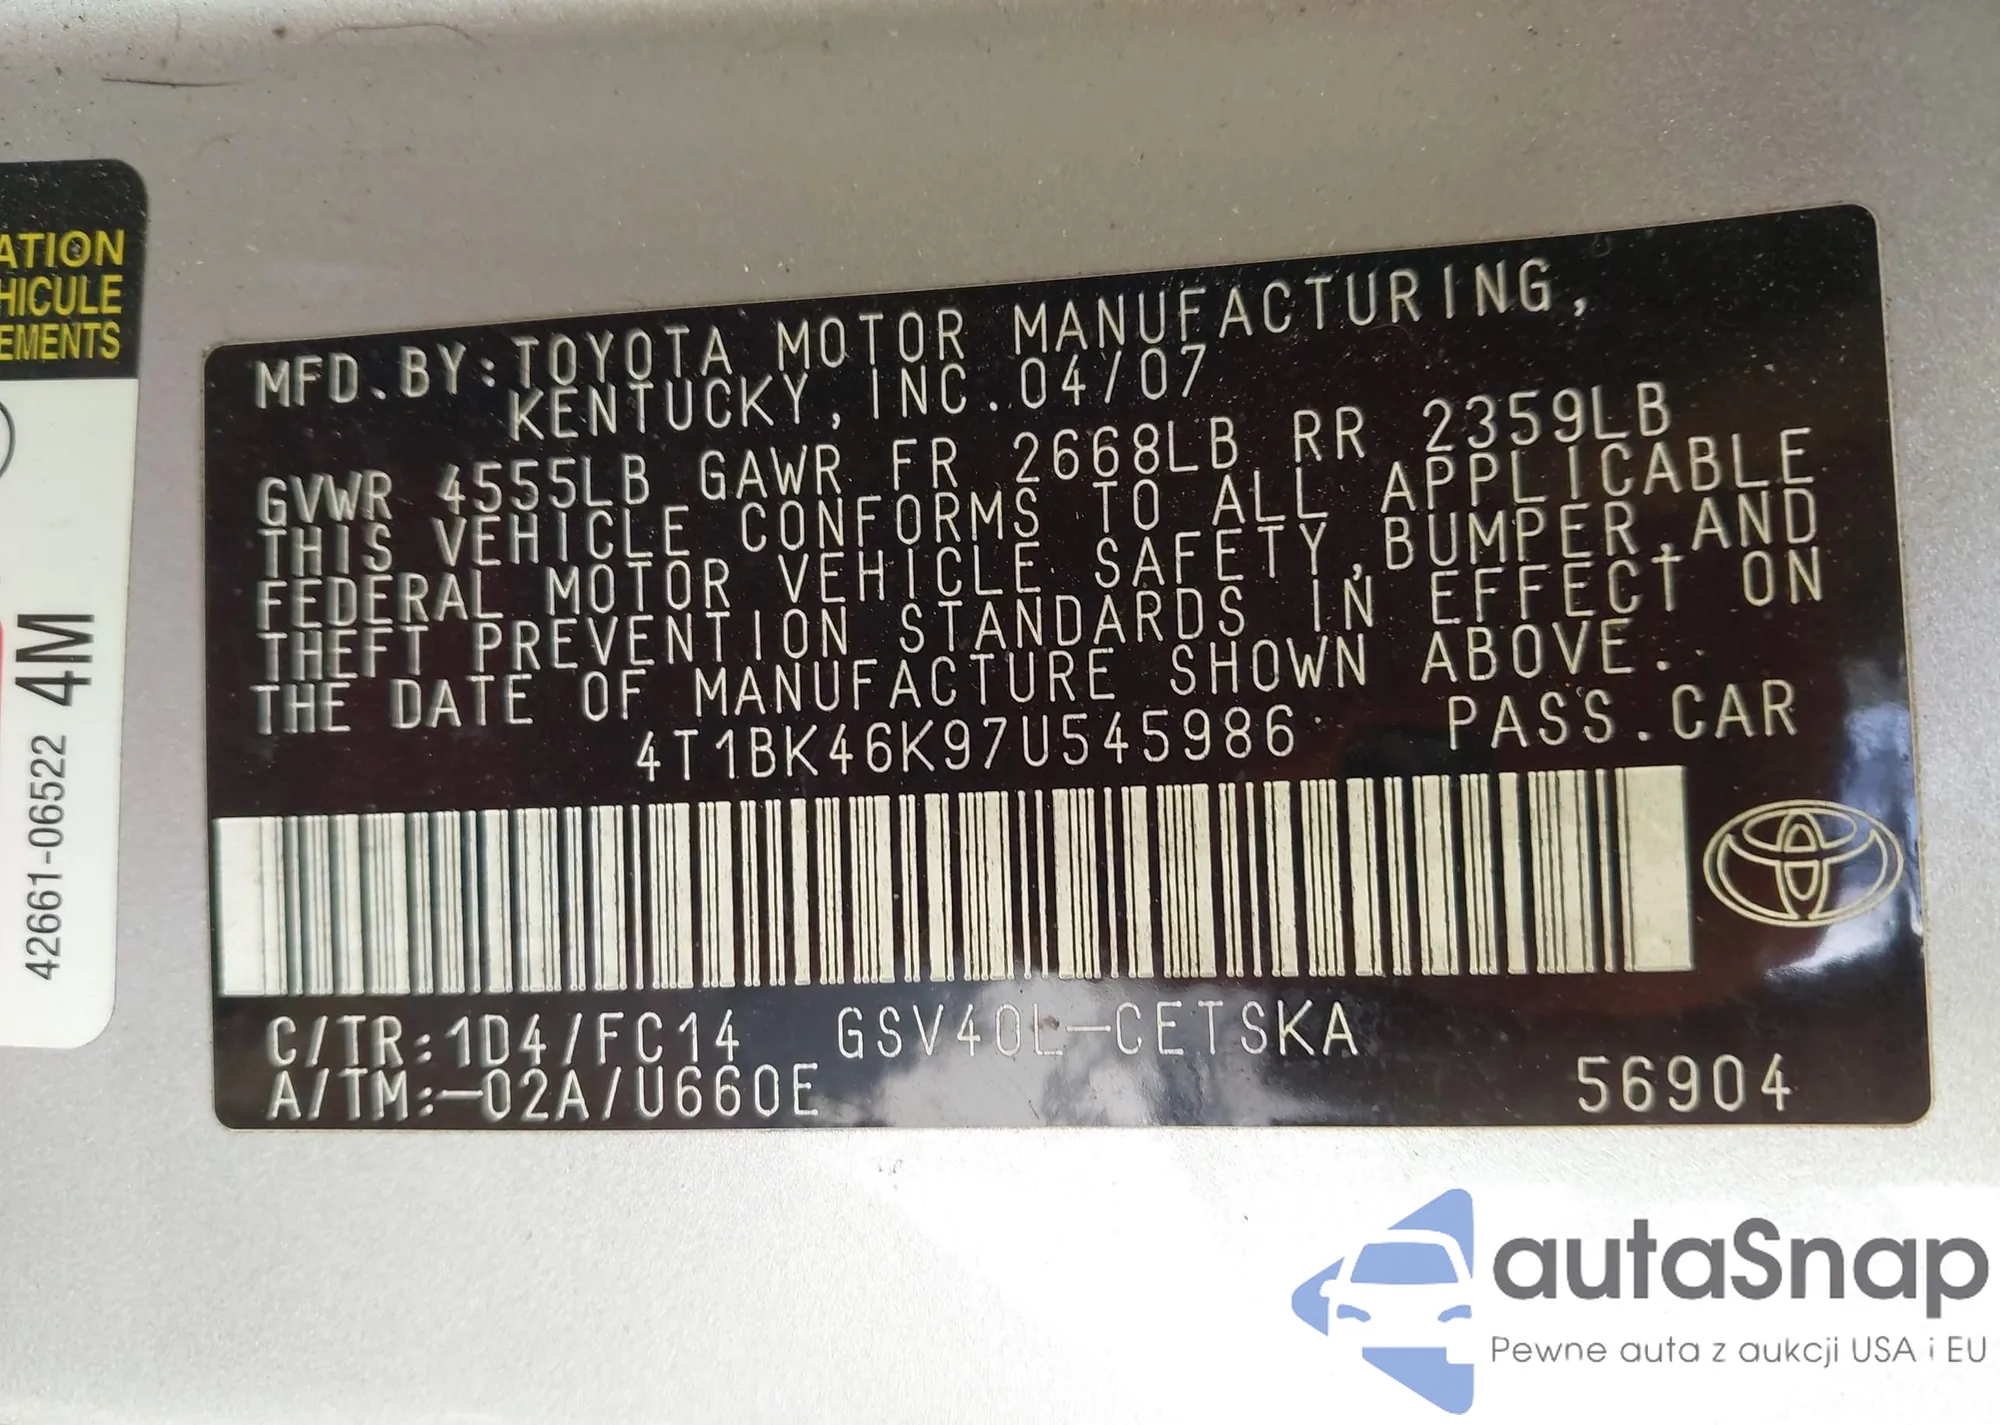 ATION
HICULE
EMENTS
42661-06522 4M
MFD.BY:TOYOTA MOTOR MANUFACTURING,
KENTUCKY,INC.04/07
GVWR 4555LB GAWR FR 2668LB RR 2359LB
THIS VEHICLE CONFORMS TO ALL APPLICABLE
FEDERAL MOTOR VEHICLE SAFETY,BUMPER,AND
THEFT PREVENTION STANDARDS IN EFFECT ON
THE DATE OF MANUFACTURE SHOWN ABOVE.
4T1BK46K97U545986 PASS.CAR
C/TR:1D4/FC14 GSV40L-CETSKA
A/TM:-02A/U660E 56904
autaSnap
Pewne auta z aukcji USA i EU